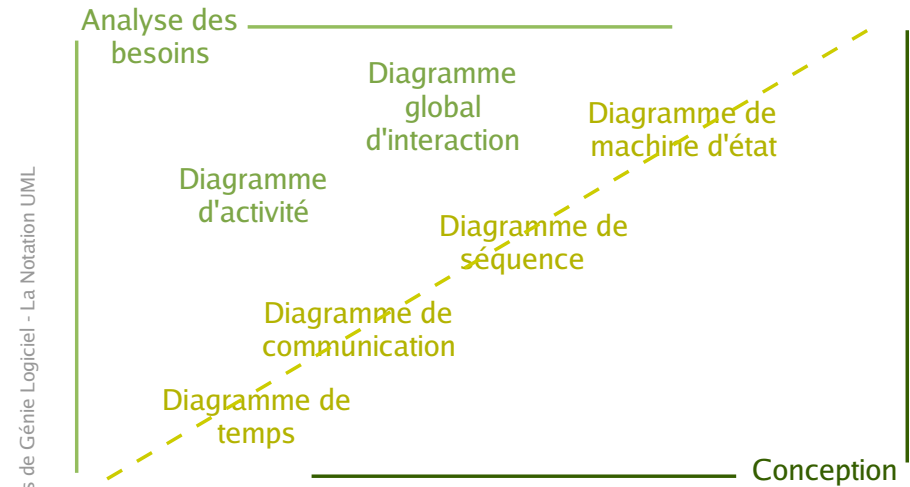 Analyse des
besoins
Diagramme
global
d'interaction
Diagramme de
machine d'état
Diagramme
d'activité
Diagramme de
séquence
Diagramme de
communication
Diagramme de
temps
Conception
de Génie Logiciel - La Notation UML